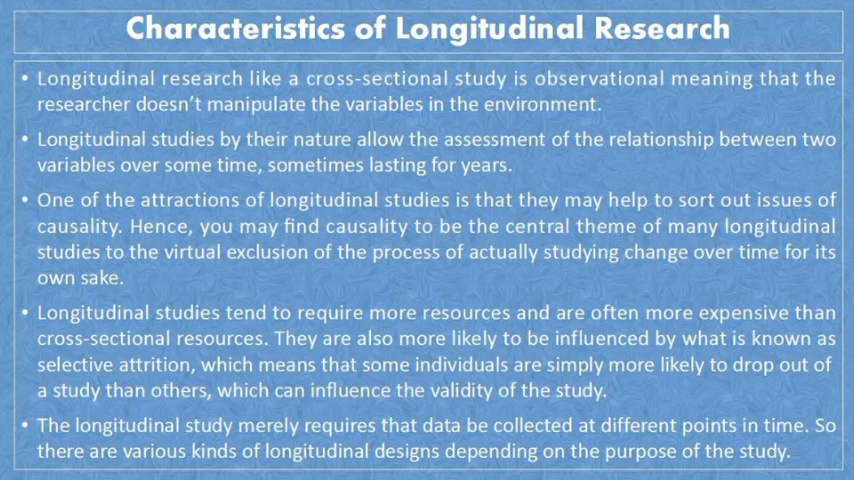 Characteristics of Longitudinal Research
• Longitudinal research like a cross-sectional study is observational meaning that the
researcher doesn't manipulate the variables in the environment.
• Longitudinal studies by their nature allow the assessment of the relationship between two
variables over some time, sometimes lasting for years.
• One of the attractions of longitudinal studies is that they may help to sort out issues of
causality. Hence, you may find causality to be the central theme of many longitudinal
studies to the virtual exclusion of the process of actually studying change over time for its
own sake.
• Longitudinal studies tend to require more resources and are often more expensive than
cross-sectional resources. They are also more likely to be influenced by what is known as
selective attrition, which means that some individuals are simply more likely to drop out of
a study than others, which can influence the validity of the study.
• The longitudinal study merely requires that data be collected at different points in time. So
there are various kinds of longitudinal designs depending on the purpose of the study.